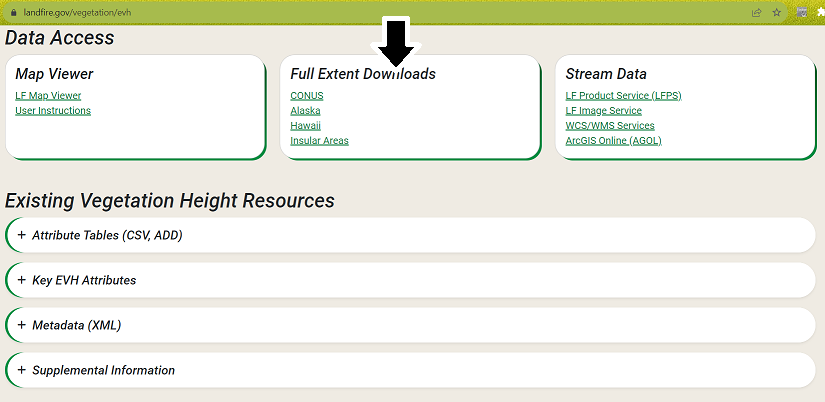 landfire.gov/vegetation/evh
Data Access
Map Viewer
LF Map Viewer
User Instructions
Full Extent Downloads
CONUS
Alaska
Hawaii
Insular Areas
Stream Data
LF Product Service (LFPS)
LF Image Service
WCS/WMS Services
ArcGIS Online (AGOL)
Existing Vegetation Height Resources
+ Attribute Tables (CSV, ADD)
+ Key EVH Attributes
+ Metadata (XML)
+ Supplemental Information